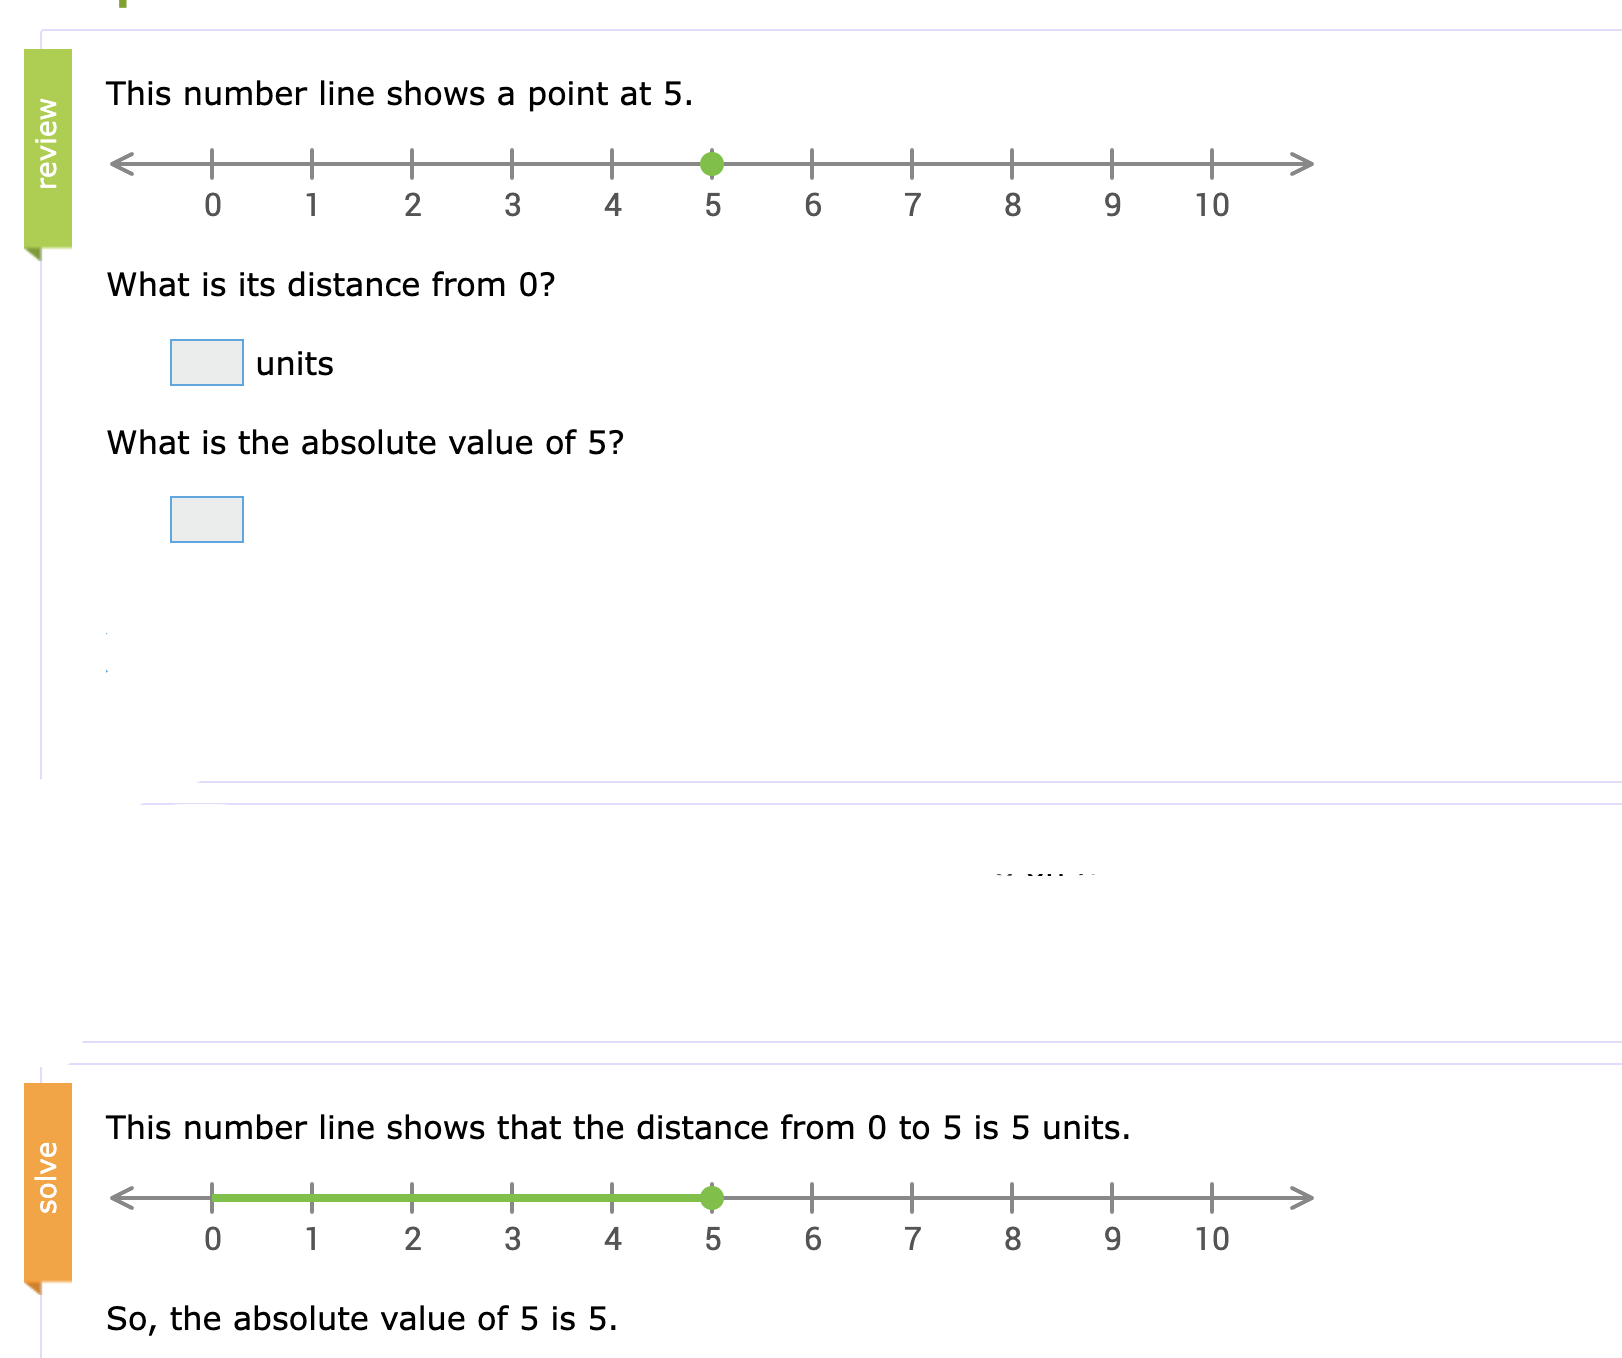 review
This number line shows a point at 5.
0 1 2 3 4 5 6 7 8 9 10
What is its distance from 0?
units
What is the absolute value of 5?
solve
This number line shows that the distance from 0 to 5 is 5 units.
0 1 2 3 4 5 6 7 8 9 10
So, the absolute value of 5 is 5.